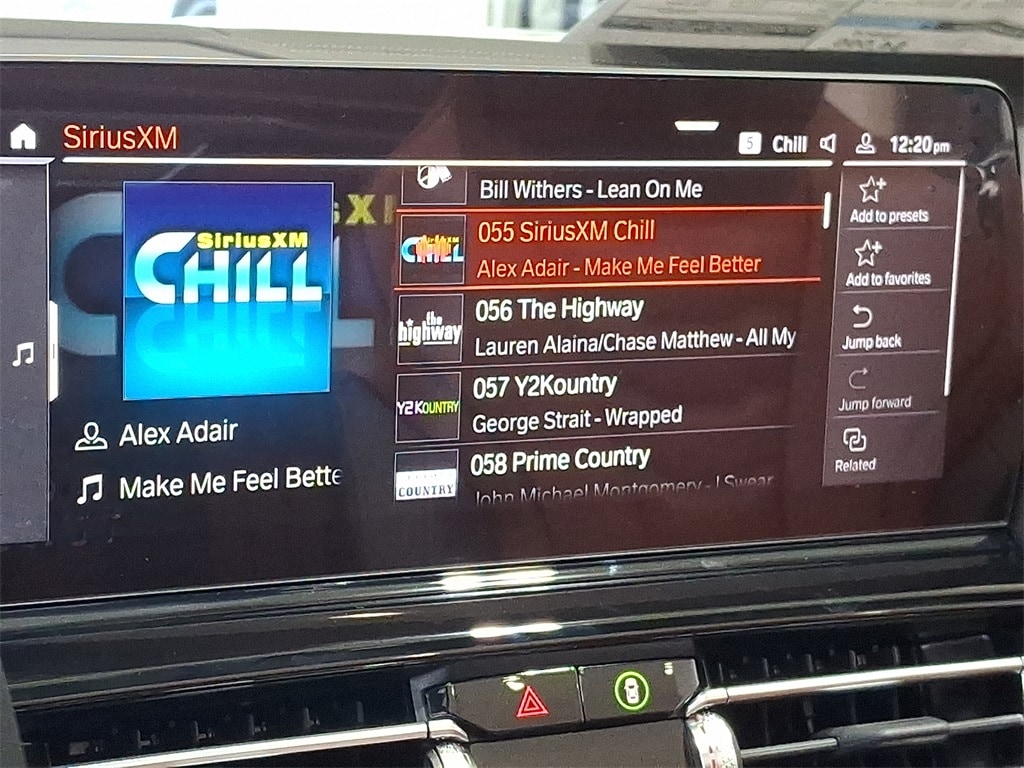 SiriusXM
5 Chill 12:20pm
SiriusXM
CHILL
Alex Adair
Make Me Feel Bette
Bill Withers - Lean On Me
055 SiriusXM Chill
Alex Adair - Make Me Feel Better
CHILL
056 The Highway
Lauren Alaina/Chase Matthew - All My
the
highway
057 Y2Kountry
George Strait - Wrapped
Y2KOUNTRY
058 Prime Country
John Michael Montgomery - I Swear
COUNTRY
Add to presets
Add to favorites
Jump back
Jump forward
Related